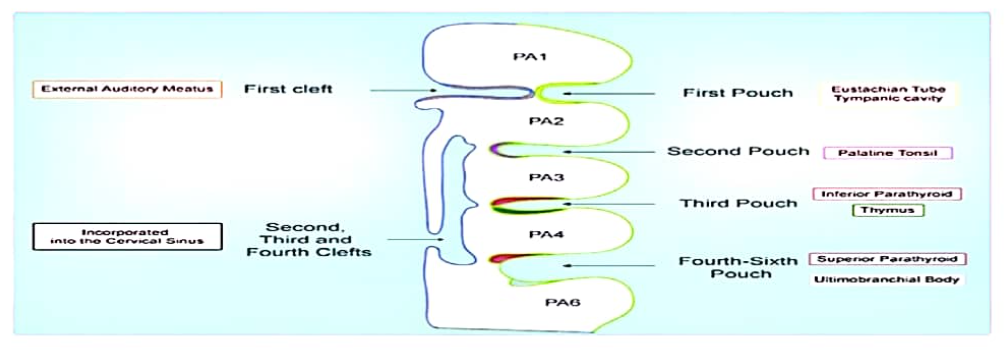 PA1
External Auditory Meatus
First cleft
First Pouch
Eustachian Tube
Tympanic cavity
PA2
Second Pouch
Palatine Tonsil
PA3
Third Pouch
Inferior Parathyroid
Thymus
Incorporated
into the Cervical Sinus
Second,
Third and
Fourth Clefts
PA4
Fourth-Sixth
Pouch
Superior Parathyroid
Ultimobranchial Body
PA6